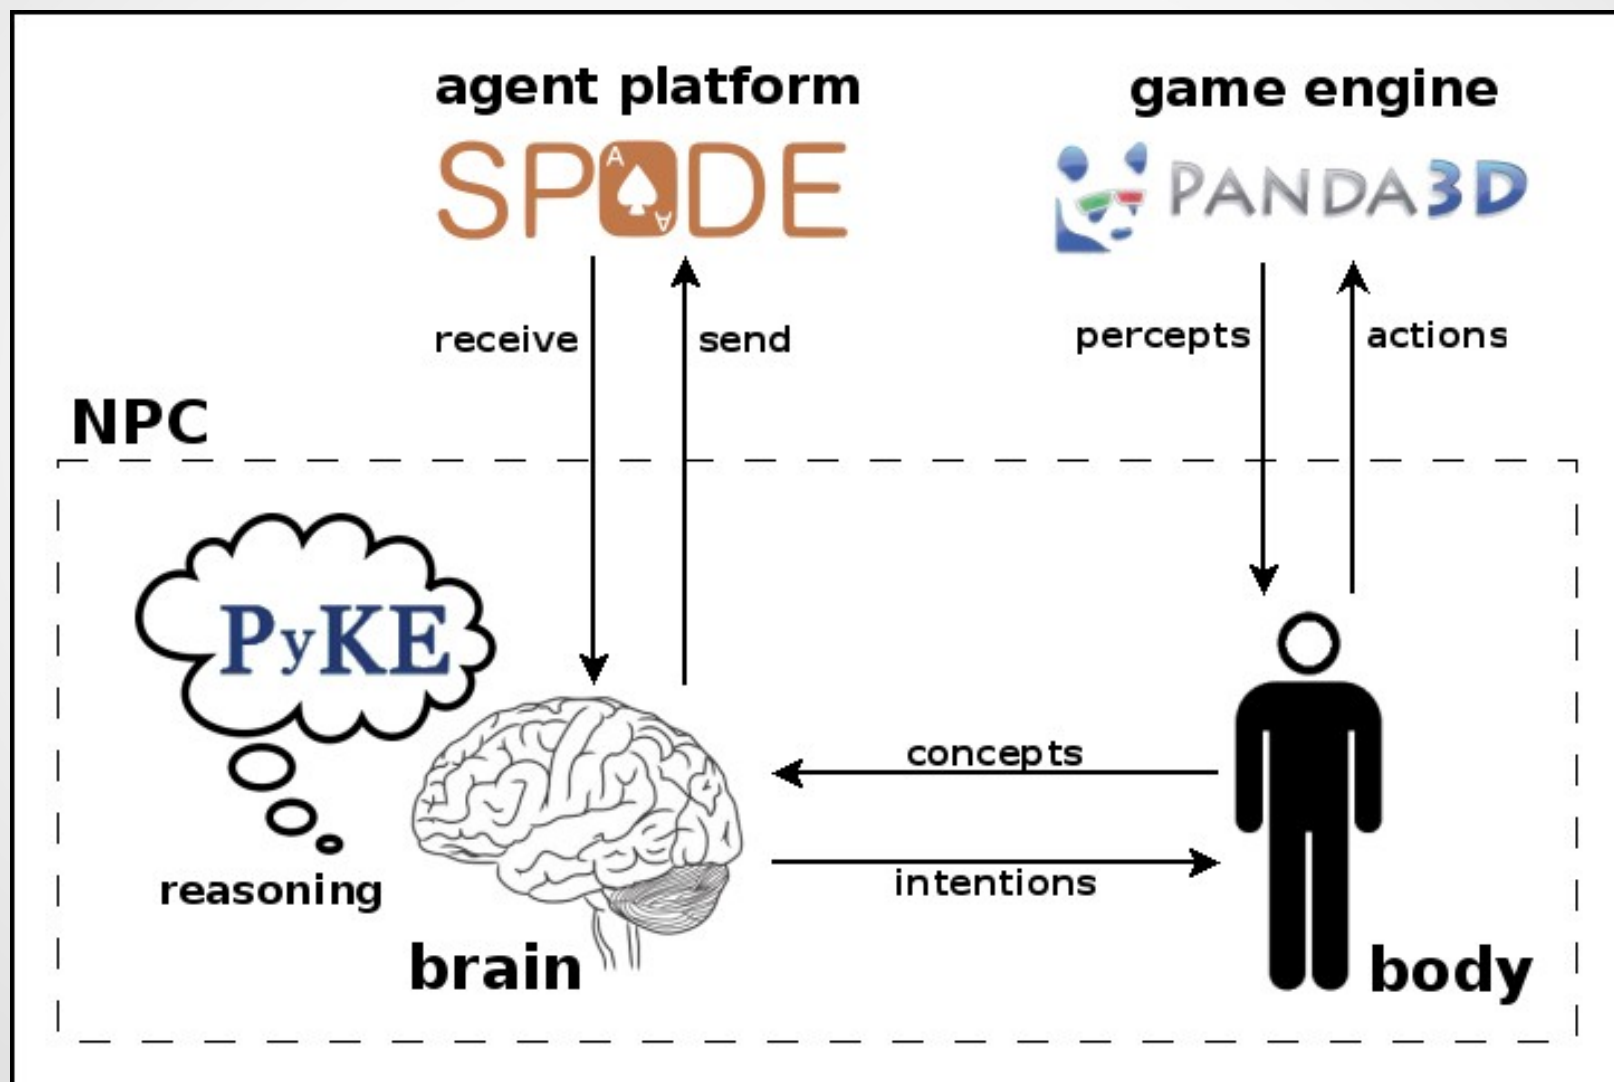 agent platform
game engine
SPADE
PANDA3D
receive
send
percepts
actions
NPC
PyKE
concepts
intentions
reasoning
brain
body